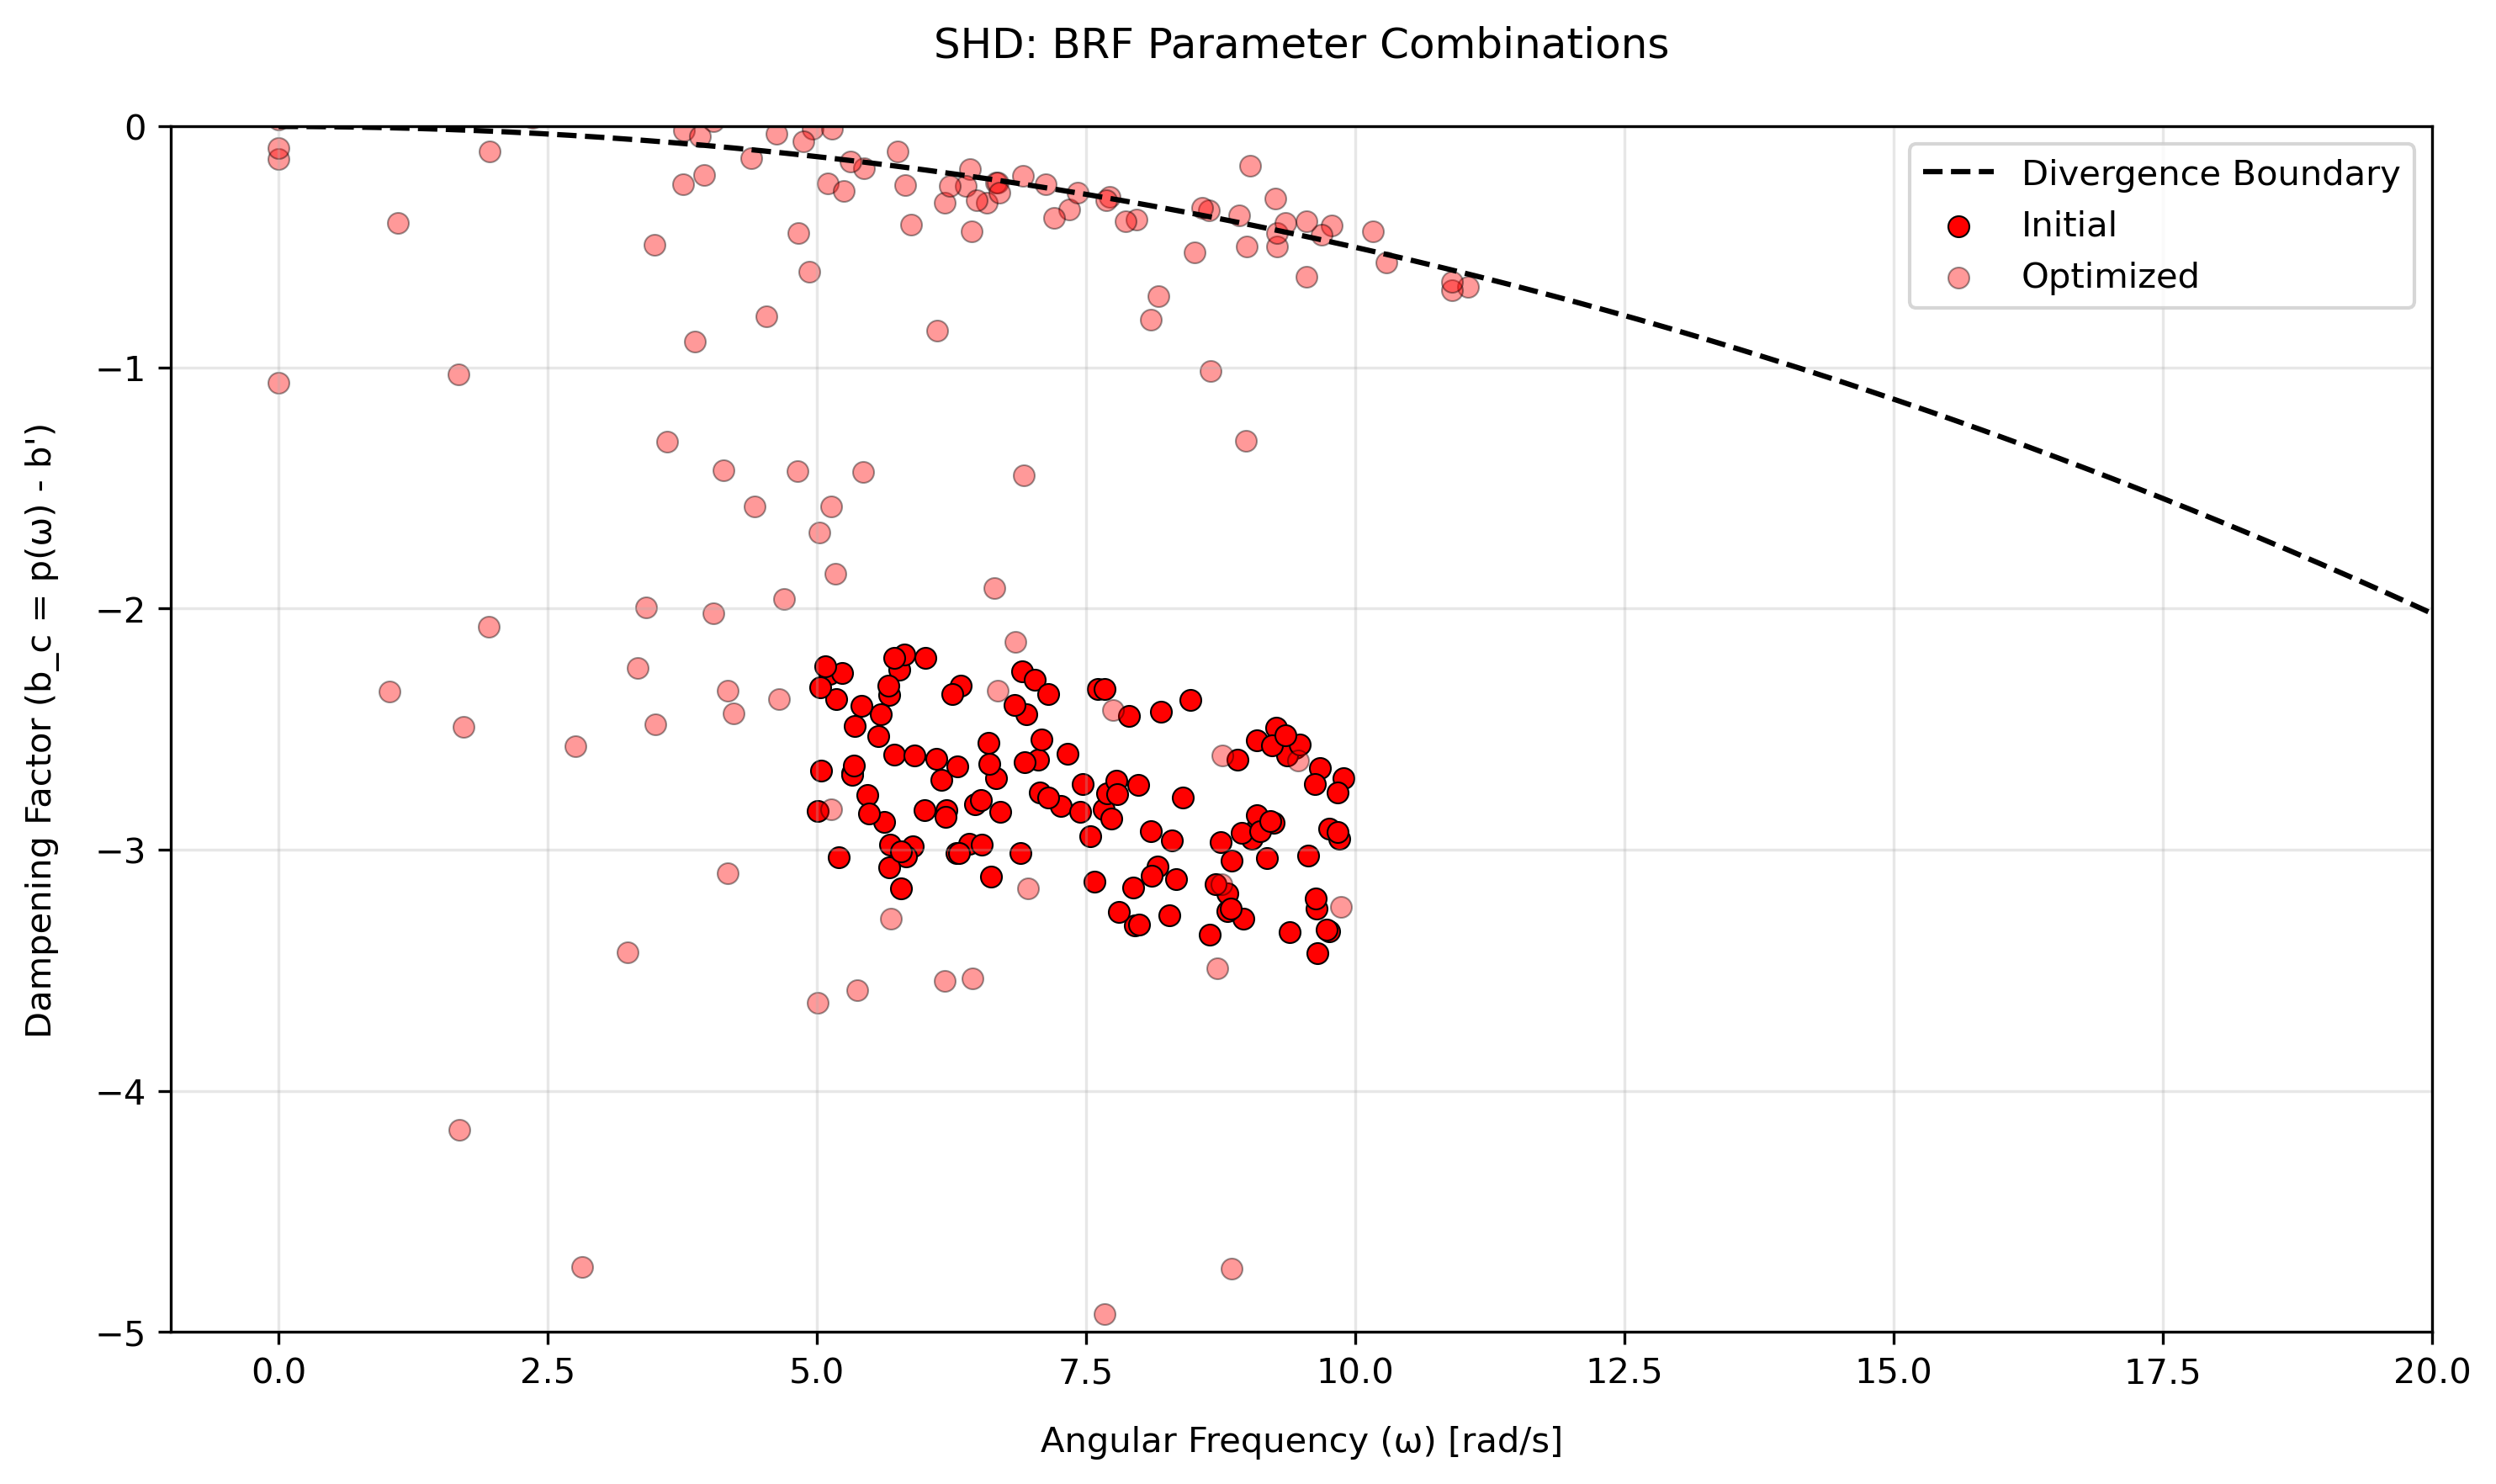 SHD: BRF Parameter Combinations
Dampening Factor (b_c = p(ω) - b')
0
−1
−2
−3
−4
−5
Divergence Boundary
Initial
Optimized
0.0 2.5 5.0 7.5 10.0 12.5 15.0 17.5 20.0
Angular Frequency (ω) [rad/s]